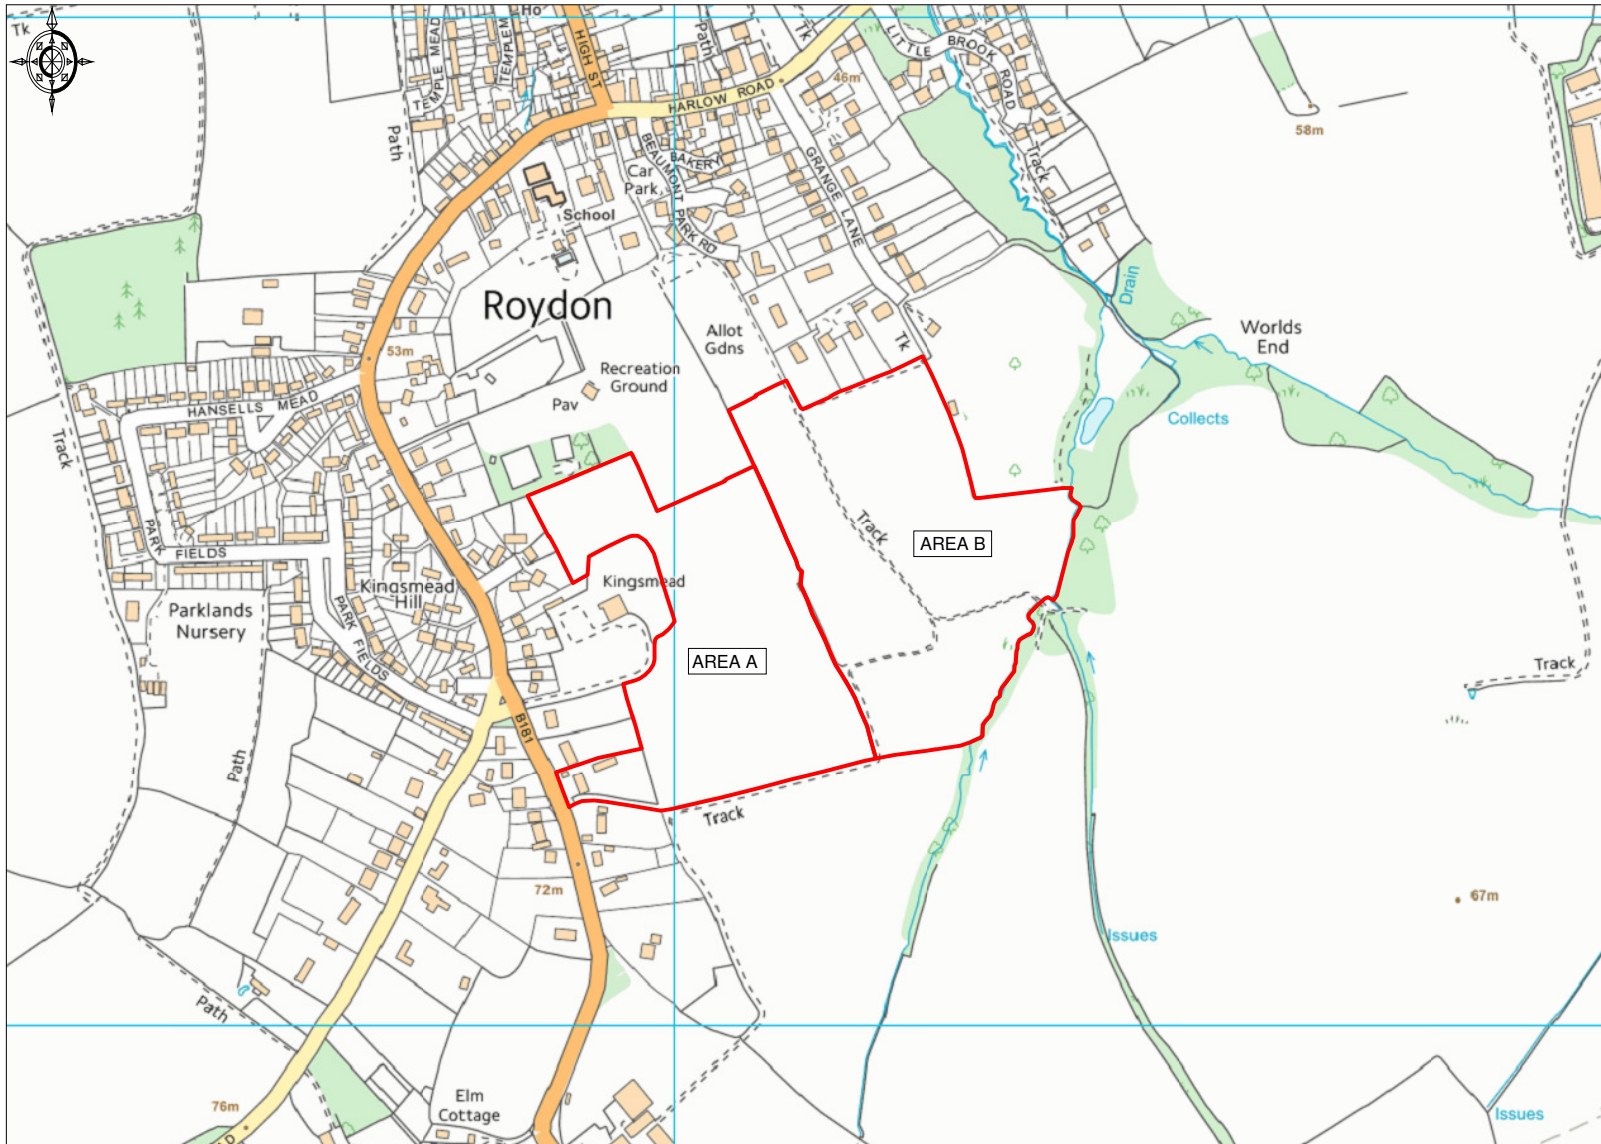 Tk
Ho
TEMPLE MEAD
TEMPLEM
HIGH ST
Path
Tk
LITTLE BROOK ROAD
46m
HARLOW ROAD
58m
Path
BAKERY
BEAUMONT PARK RD
GRANGE LANE
Track
Car
Park
School
Drain
Roydon
Worlds
End
Allot
Gdns
Tk
53m
Recreation
Ground
Pav
HANSELLS MEAD
Collects
Track
PARK
FIELDS
Track
AREA B
Kingsmead
Hill
Kingsmead
Parklands
Nursery
PARK FIELDS
AREA A
Track
B181
Path
Track
72m
67m
Issues
Path
Elm
Cottage
76m
Issues